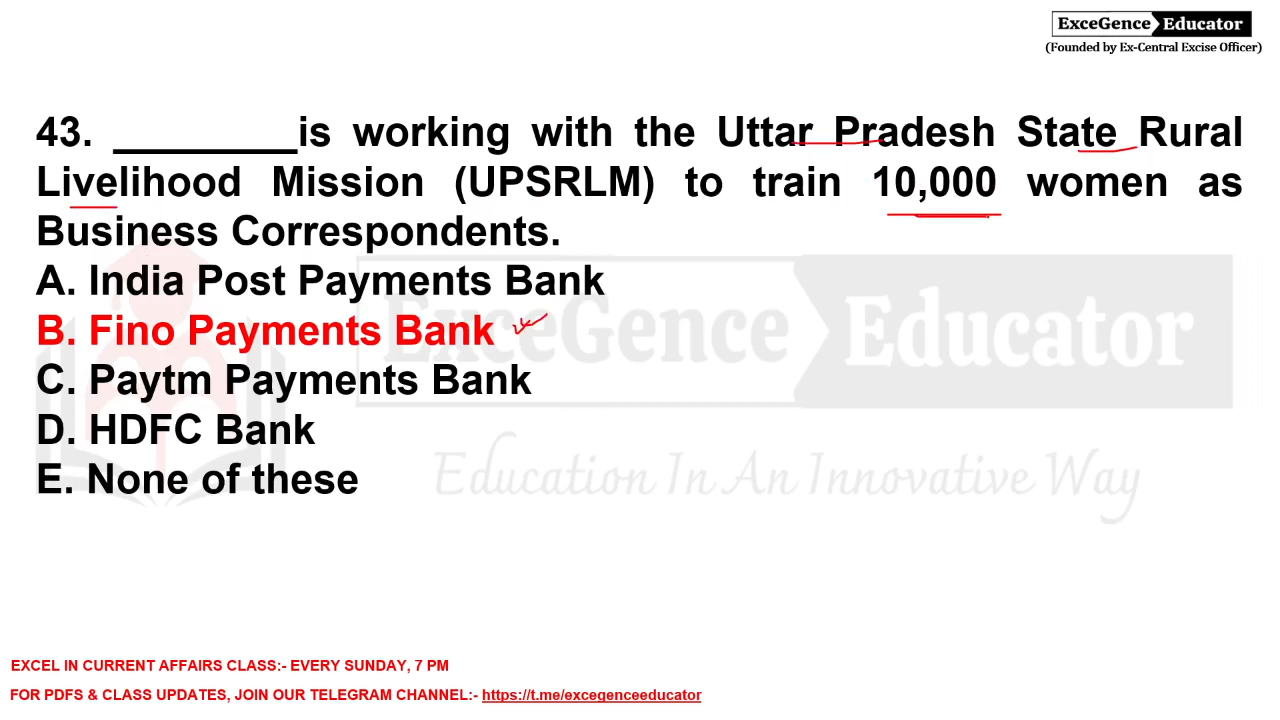 ExceGence Educator
(Founded by Ex-Central Excise Officer)
43. ________is working with the Uttar Pradesh State Rural
Livelihood Mission (UPSRLM) to train 10,000 women as
Business Correspondents.
A. India Post Payments Bank
B. Fino Payments Bank
C. Paytm Payments Bank
D. HDFC Bank
E. None of these
ExceGence Educator
Education In An Innovative Way
EXCEL IN CURRENT AFFAIRS CLASS:- EVERY SUNDAY, 7 PM
FOR PDFS & CLASS UPDATES, JOIN OUR TELEGRAM CHANNEL:- https://t.me/excegenceeducator